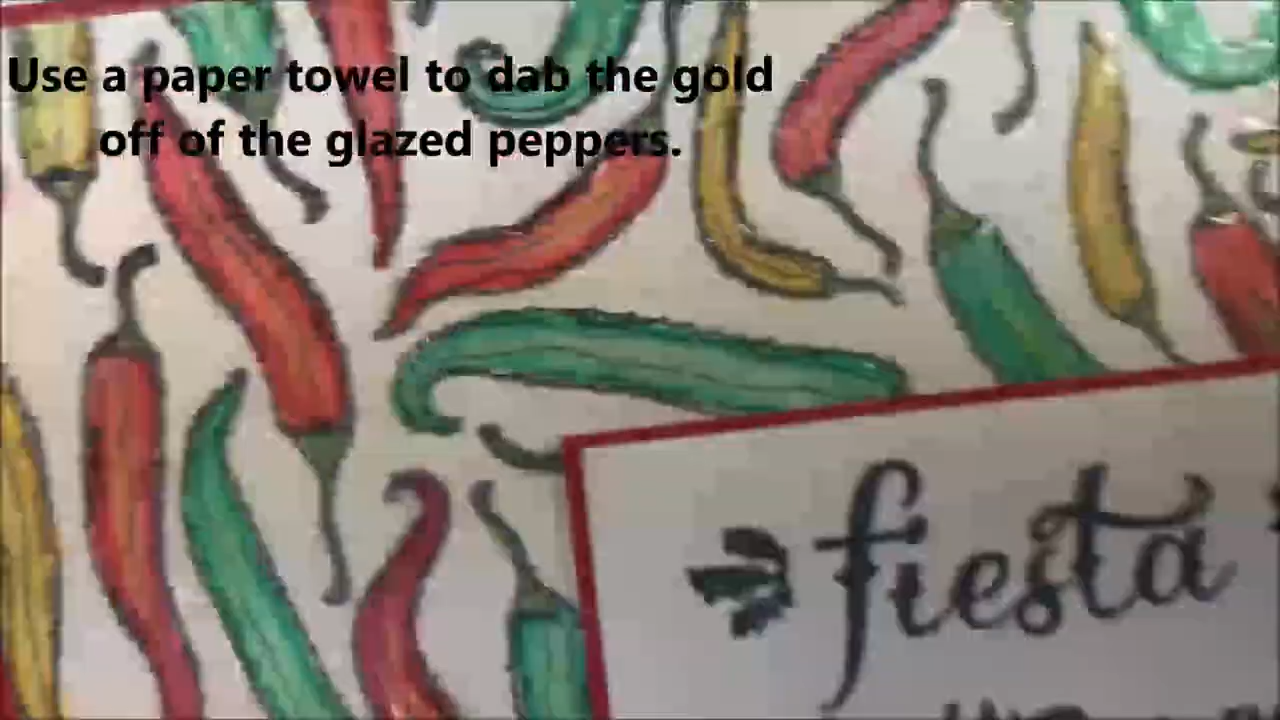 Use a paper towel to dab the gold
off of the glazed peppers.
fiesta